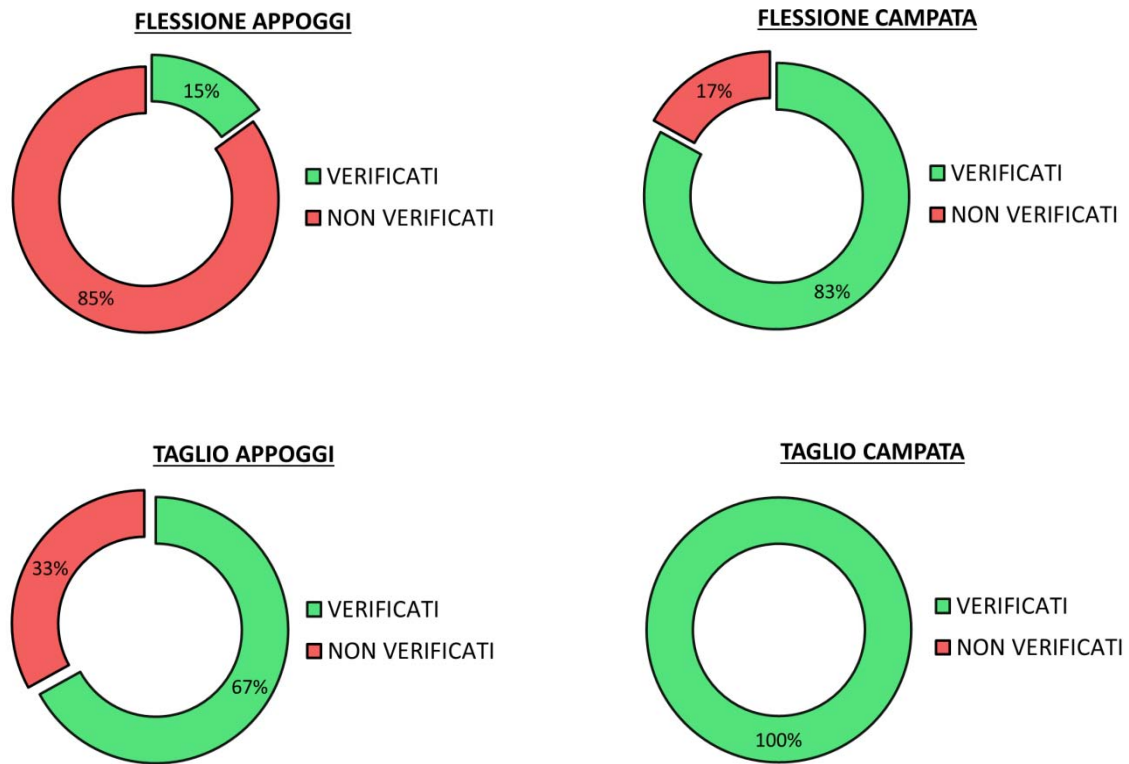 FLESSIONE APPOGGI
15%
85%
VERIFICATI
NON VERIFICATI
FLESSIONE CAMPATA
17%
83%
VERIFICATI
NON VERIFICATI
TAGLIO APPOGGI
33%
67%
VERIFICATI
NON VERIFICATI
TAGLIO CAMPATA
100%
VERIFICATI
NON VERIFICATI